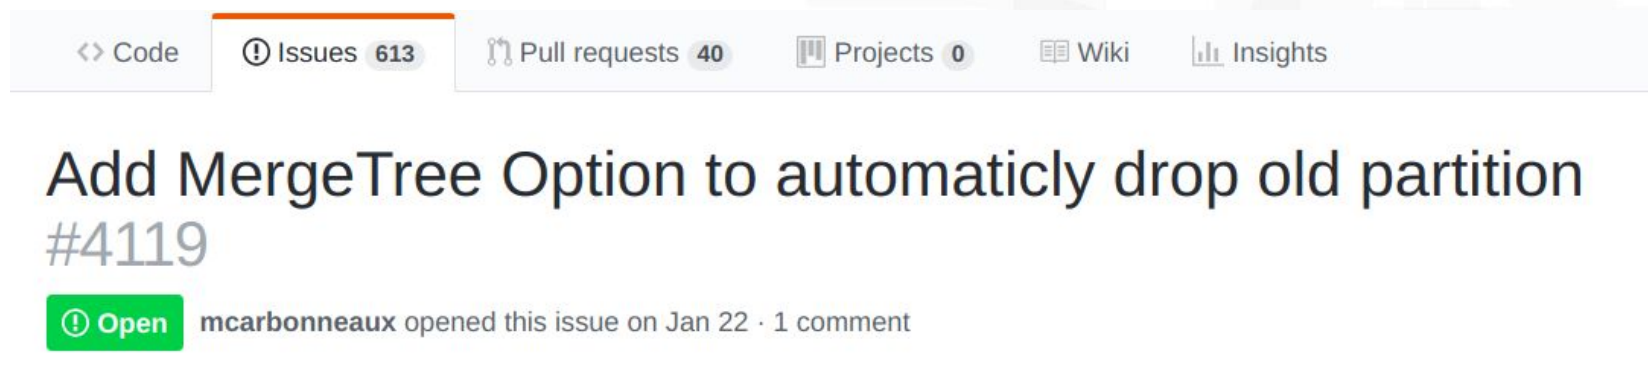 Code Issues 613 Pull requests 40 Projects 0 Wiki Insights
Add MergeTree Option to automaticly drop old partition
#4119
Open mcarbonneaux opened this issue on Jan 22 · 1 comment